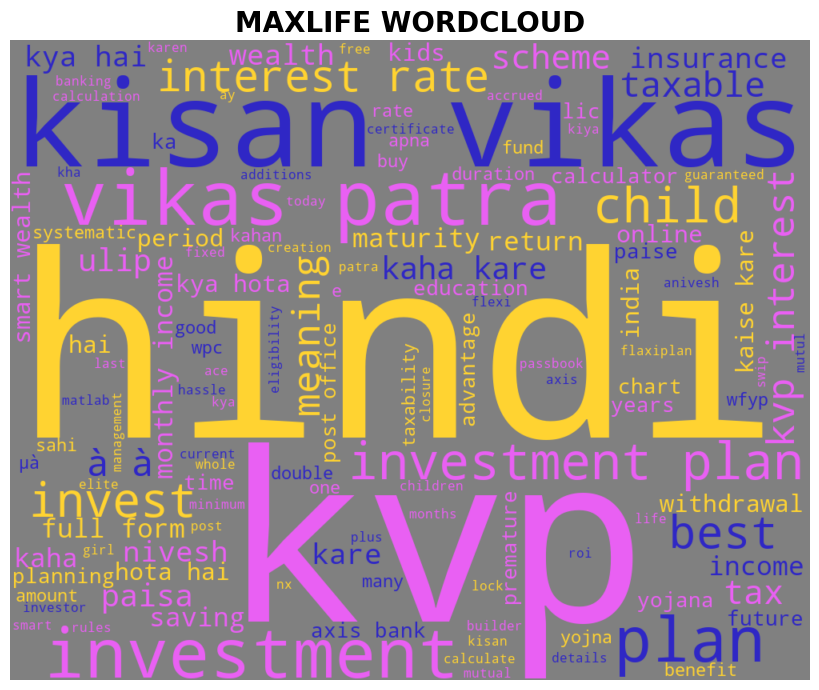 MAXLIFE WORDCLOUD
kya hai
karen
wealth
free
kids
scheme
insurance
banking
interest rate
taxable
calculation
ay
accrued
kisan vikas
rate
lic
ka
certificate
apna
fund
kiya
buy
kha
additions
duration
calculator
guaranteed
vikas patra
today
child
smart wealth
systematic
period
kahan
maturity
return
online
creation
ulip
fixed
patra
kaha kare
paise
kya hota
e
education
anivesh
kvp interest
hindi
meaning
flexi
india
kaise kare
monthly income
good
hai
wpc
eligibility
post office
advantage
flaxiplan
mutul
last
ace
taxability
passbook
swip
hassle
closure
axis
chart
matlab
kya
years
wfyp
management
sahi
µà
à à
current
whole
double
investment plan
elite
time
one
children
invest
minimum
withdrawal
full form
post
kvp
months
life
best
girl
plus
premature
kaha
nivesh
kare
roi
income
planning
hota hai
many
nx
lock
amount
paisa
yojana
tax
investor
saving
future
smart
rules
axis bank
builder
yojna
plan
kisan
investment
calculate
details
mutual
benefit